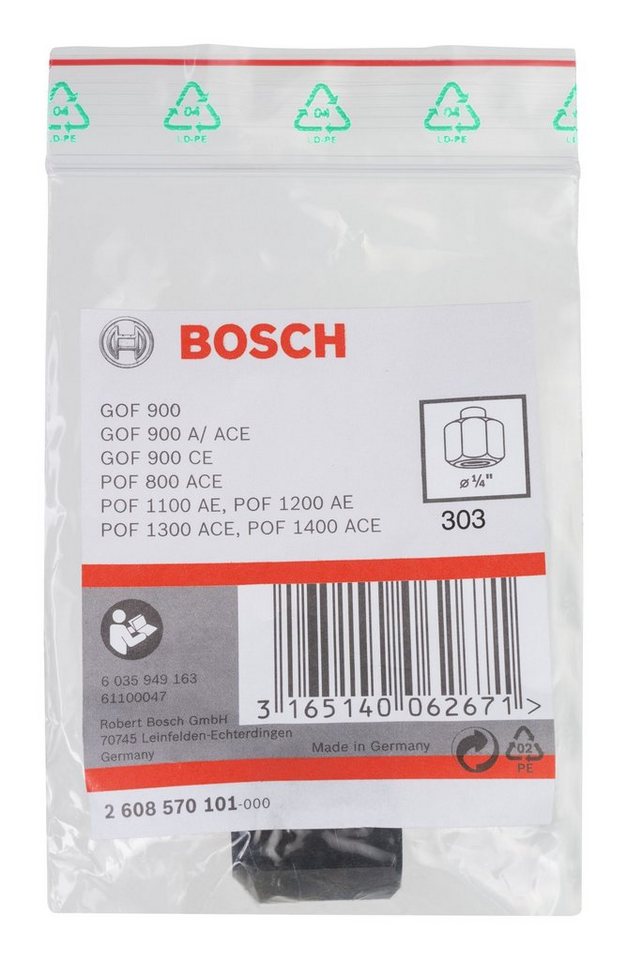 04 04 04 04
LD-PE LD-PE LD-PE LD-PE LD
BOSCH
GOF 900
GOF 900 A/ ACE
GOF 900 CE
POF 800 ACE
POF 1100 AE, POF 1200 AE
POF 1300 ACE, POF 1400 ACE
ø ¼"
303
6 035 949 163
61100047
Robert Bosch GmbH
70745 Leinfelden-Echterdingen
Germany
3 165140 062671 >
Made in Germany
02
PE
2 608 570 101-000